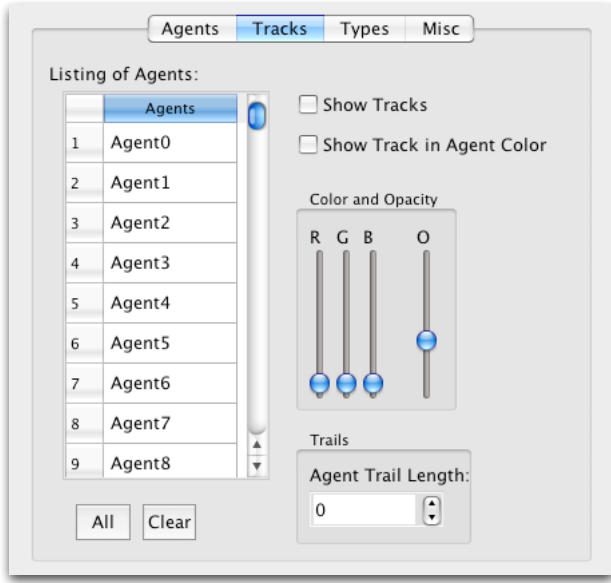 Agents Tracks Types Misc
Listing of Agents:
Agents
1 Agent0
2 Agent1
3 Agent2
4 Agent3
5 Agent4
6 Agent5
7 Agent6
8 Agent7
9 Agent8
All Clear
Show Tracks
Show Track in Agent Color
Color and Opacity
R G B O
Trails
Agent Trail Length:
0